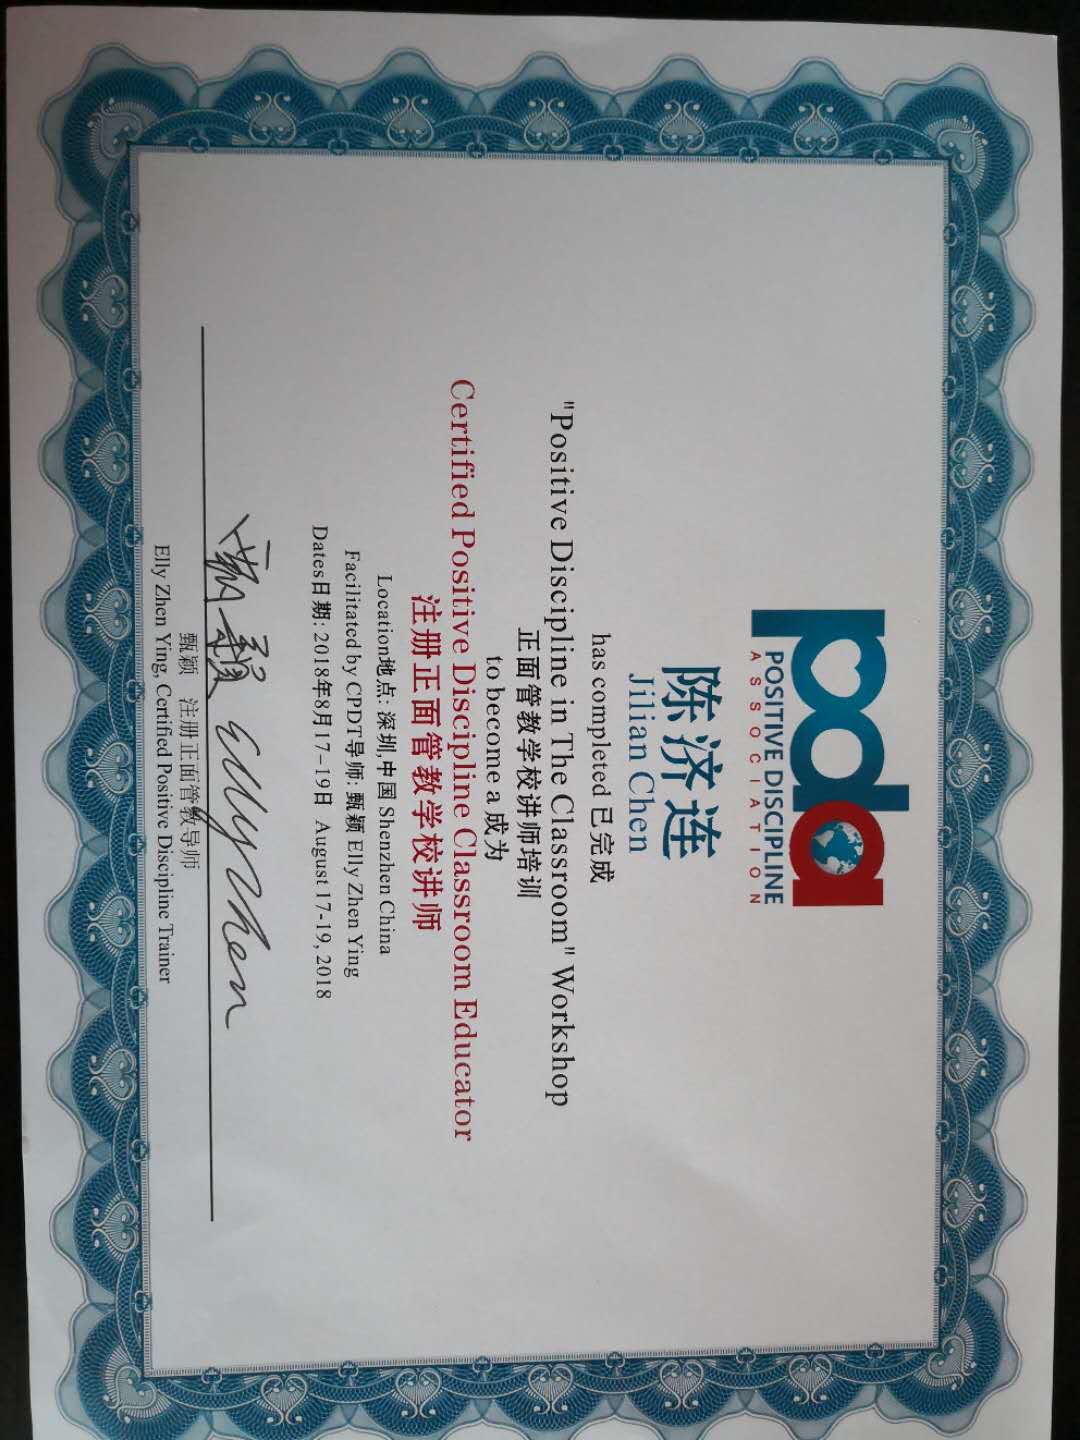 pda
POSITIVE DISCIPLINE
ASSOCIATION
陈济连
Jilian Chen
has completed 已完成
"Positive Discipline in The Classroom" Workshop
正面管教学校讲师培训
to become a 成为
Certified Positive Discipline Classroom Educator
注册正面管教学校讲师
Location地点: 深圳,中国 Shenzhen China
Facilitated by CPDT导师: 甄颖 Elly Zhen Ying
Dates日期: 2018年8月17-19日 August 17-19, 2018
甄颖 Elly Zhen
甄颖 注册正面管教导师
Elly Zhen Ying, Certified Positive Discipline Trainer